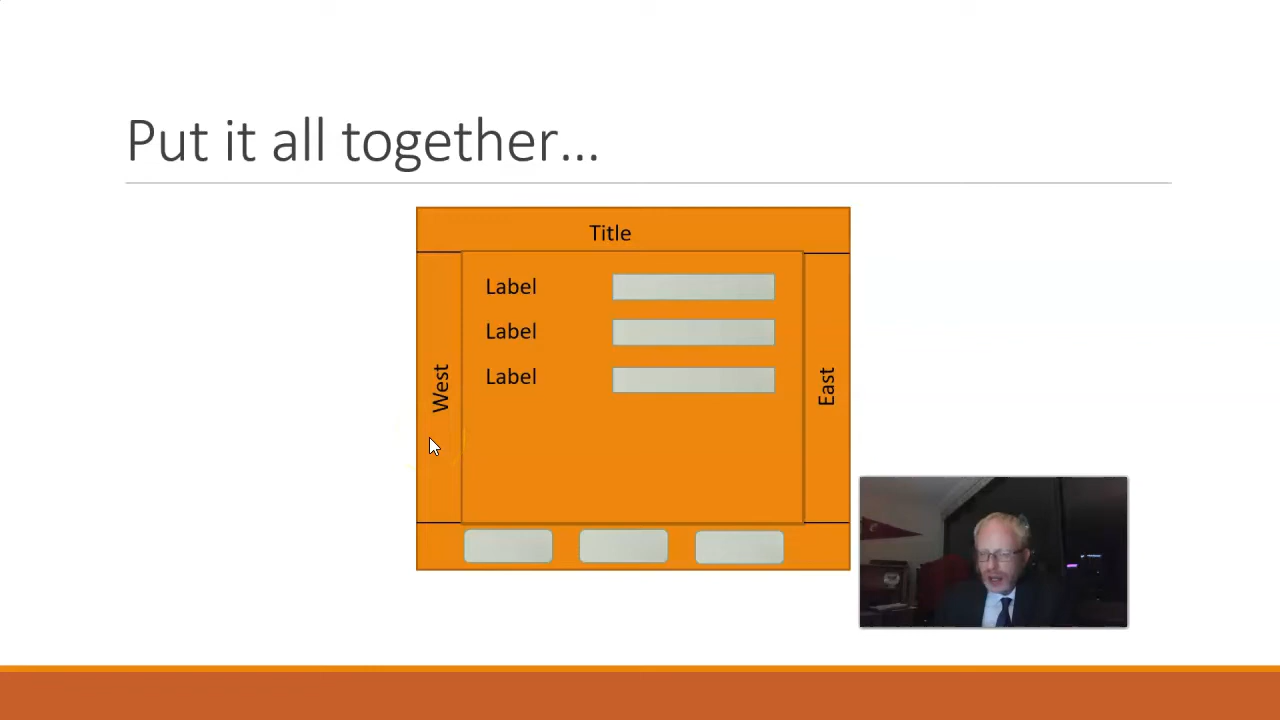 Put it all together...
Title
Label
Label
Label
West
East